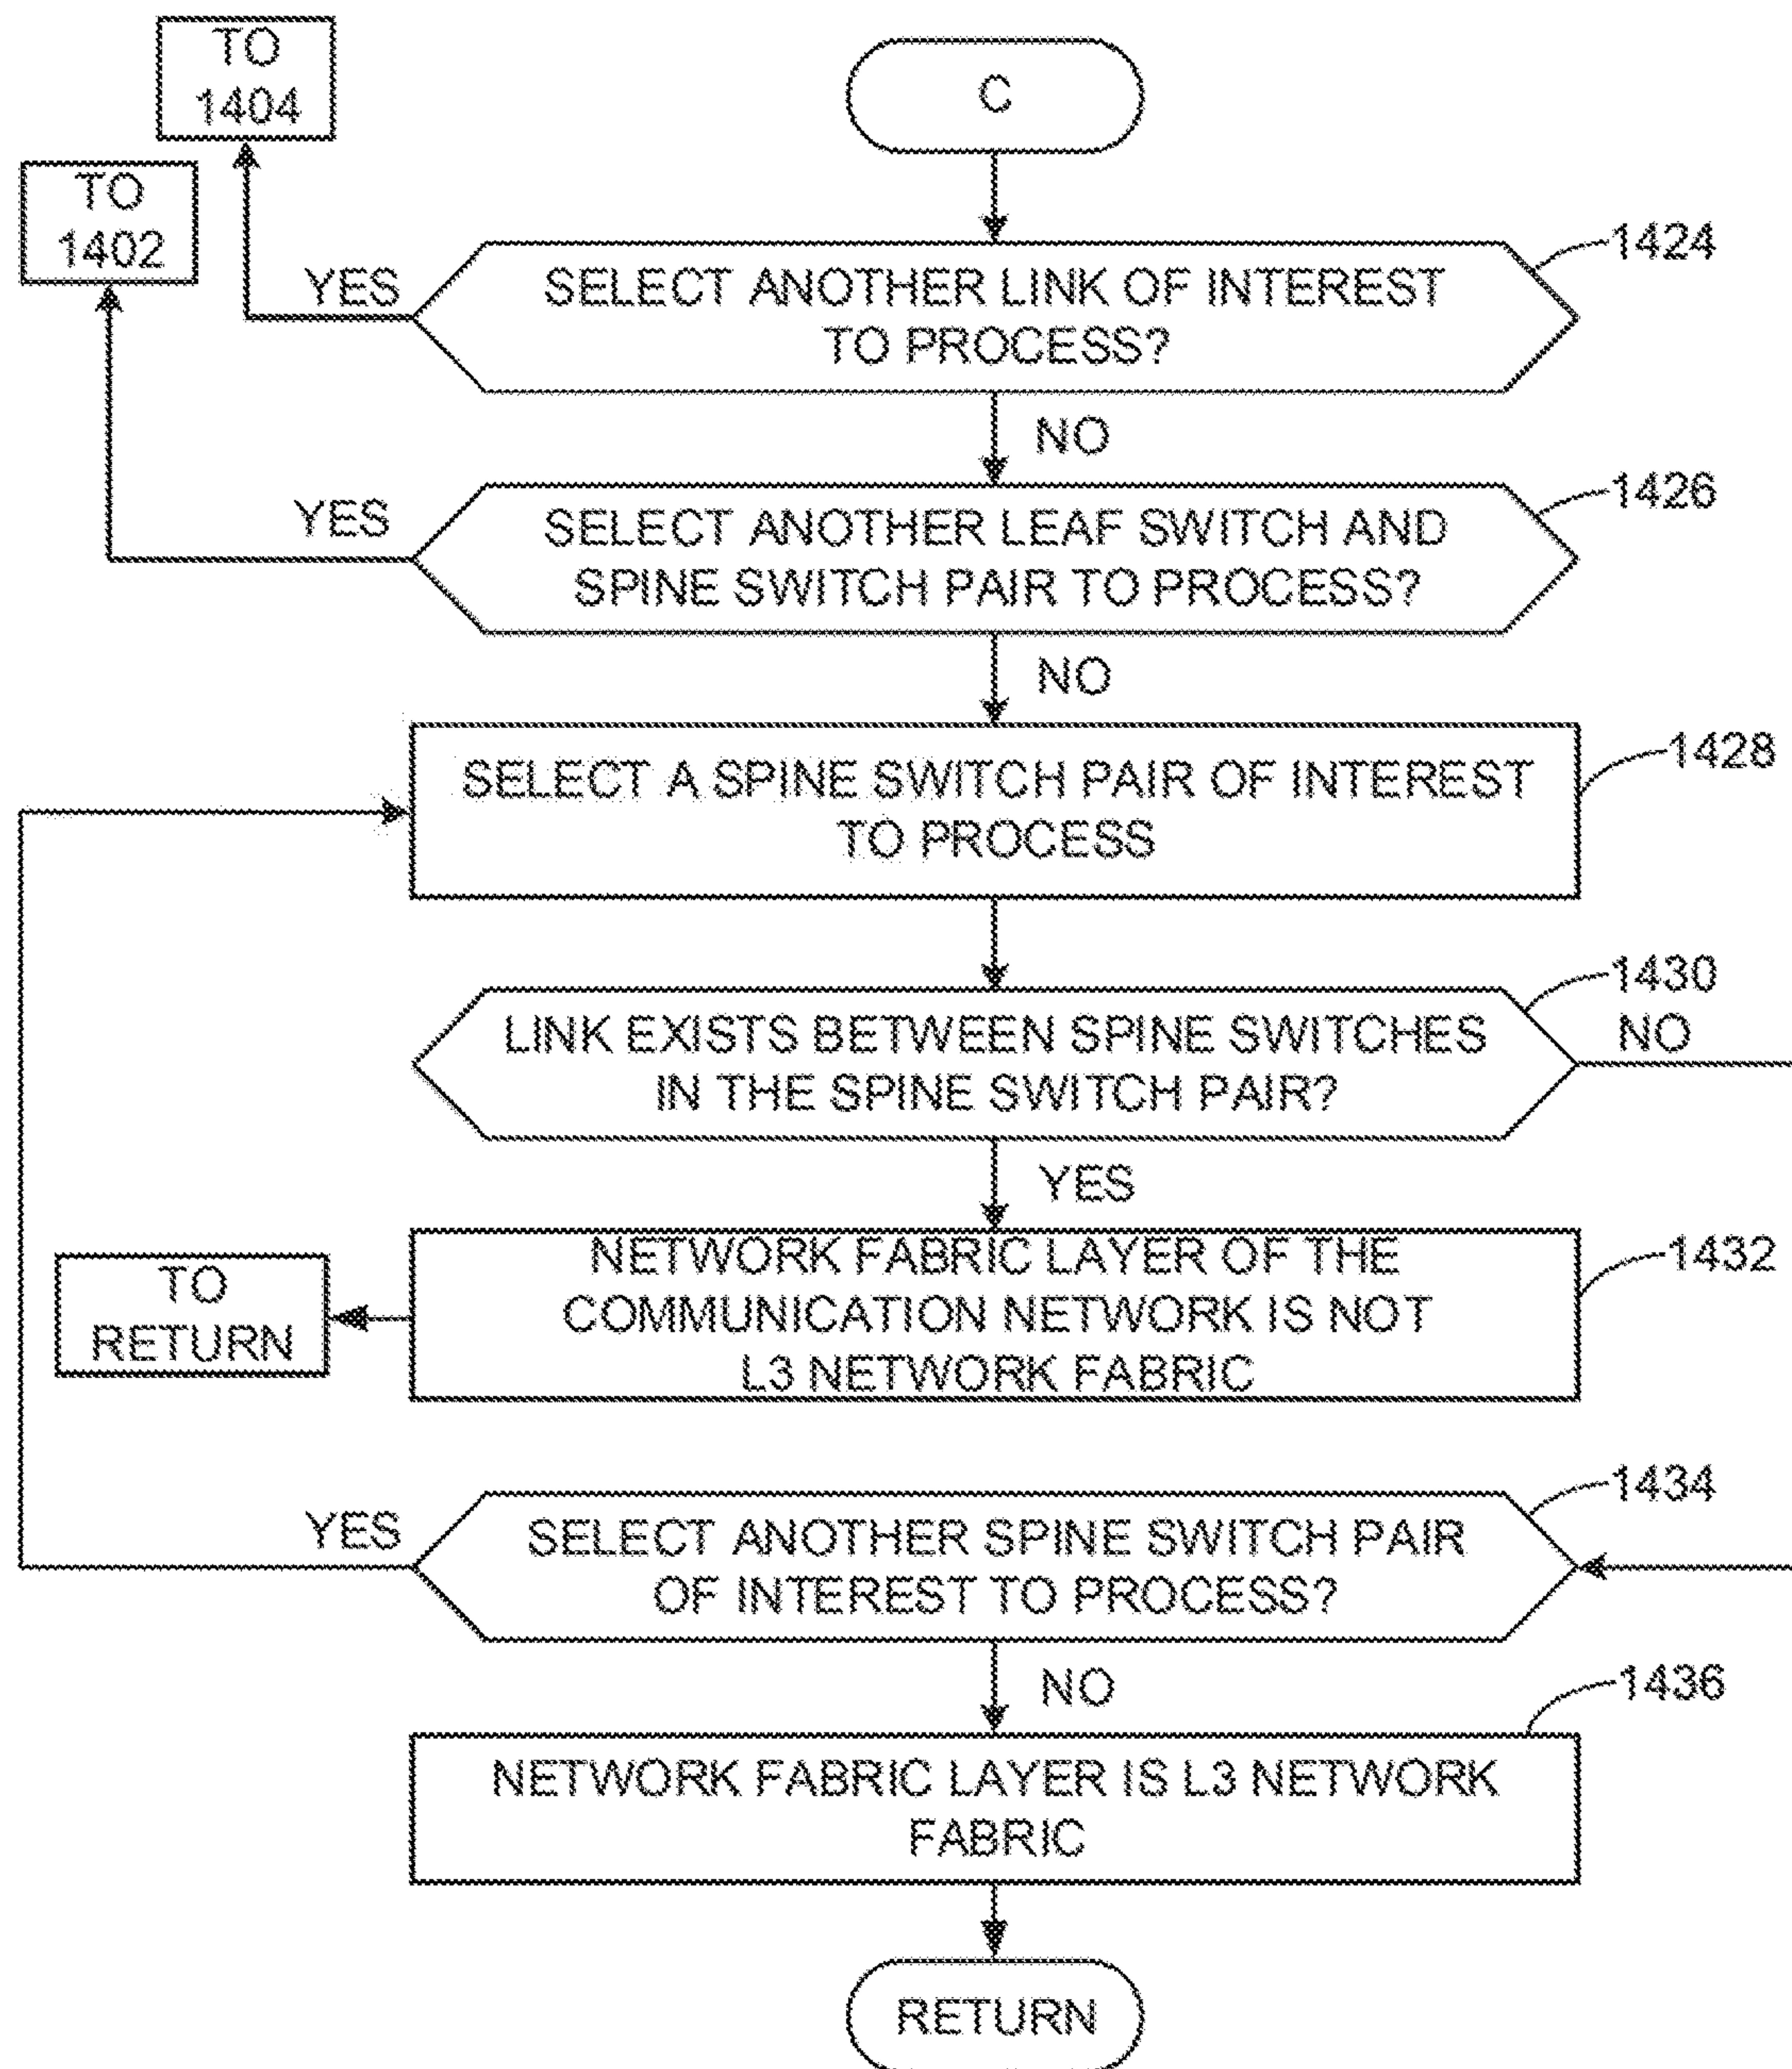 TO
1404
C
TO
1402
1424
YES
SELECT ANOTHER LINK OF INTEREST
TO PROCESS?
NO
1426
YES
SELECT ANOTHER LEAF SWITCH AND
SPINE SWITCH PAIR TO PROCESS?
NO
1428
SELECT A SPINE SWITCH PAIR OF INTEREST
TO PROCESS
1430
LINK EXISTS BETWEEN SPINE SWITCHES
IN THE SPINE SWITCH PAIR?
NO
YES
1432
NETWORK FABRIC LAYER OF THE
COMMUNICATION NETWORK IS NOT
L3 NETWORK FABRIC
TO
RETURN
1434
YES
SELECT ANOTHER SPINE SWITCH PAIR
OF INTEREST TO PROCESS?
NO
1436
NETWORK FABRIC LAYER IS L3 NETWORK
FABRIC
RETURN